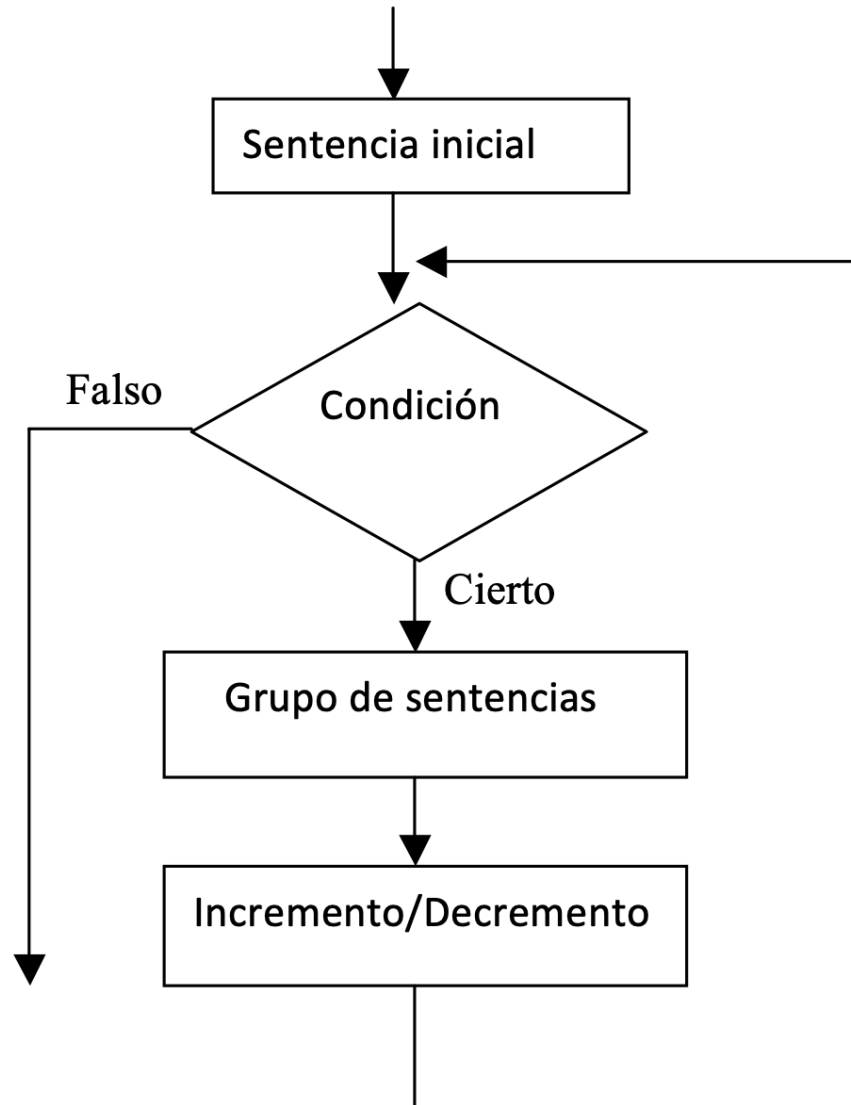 Sentencia inicial
Condición
Falso
Cierto
Grupo de sentencias
Incremento/Decremento